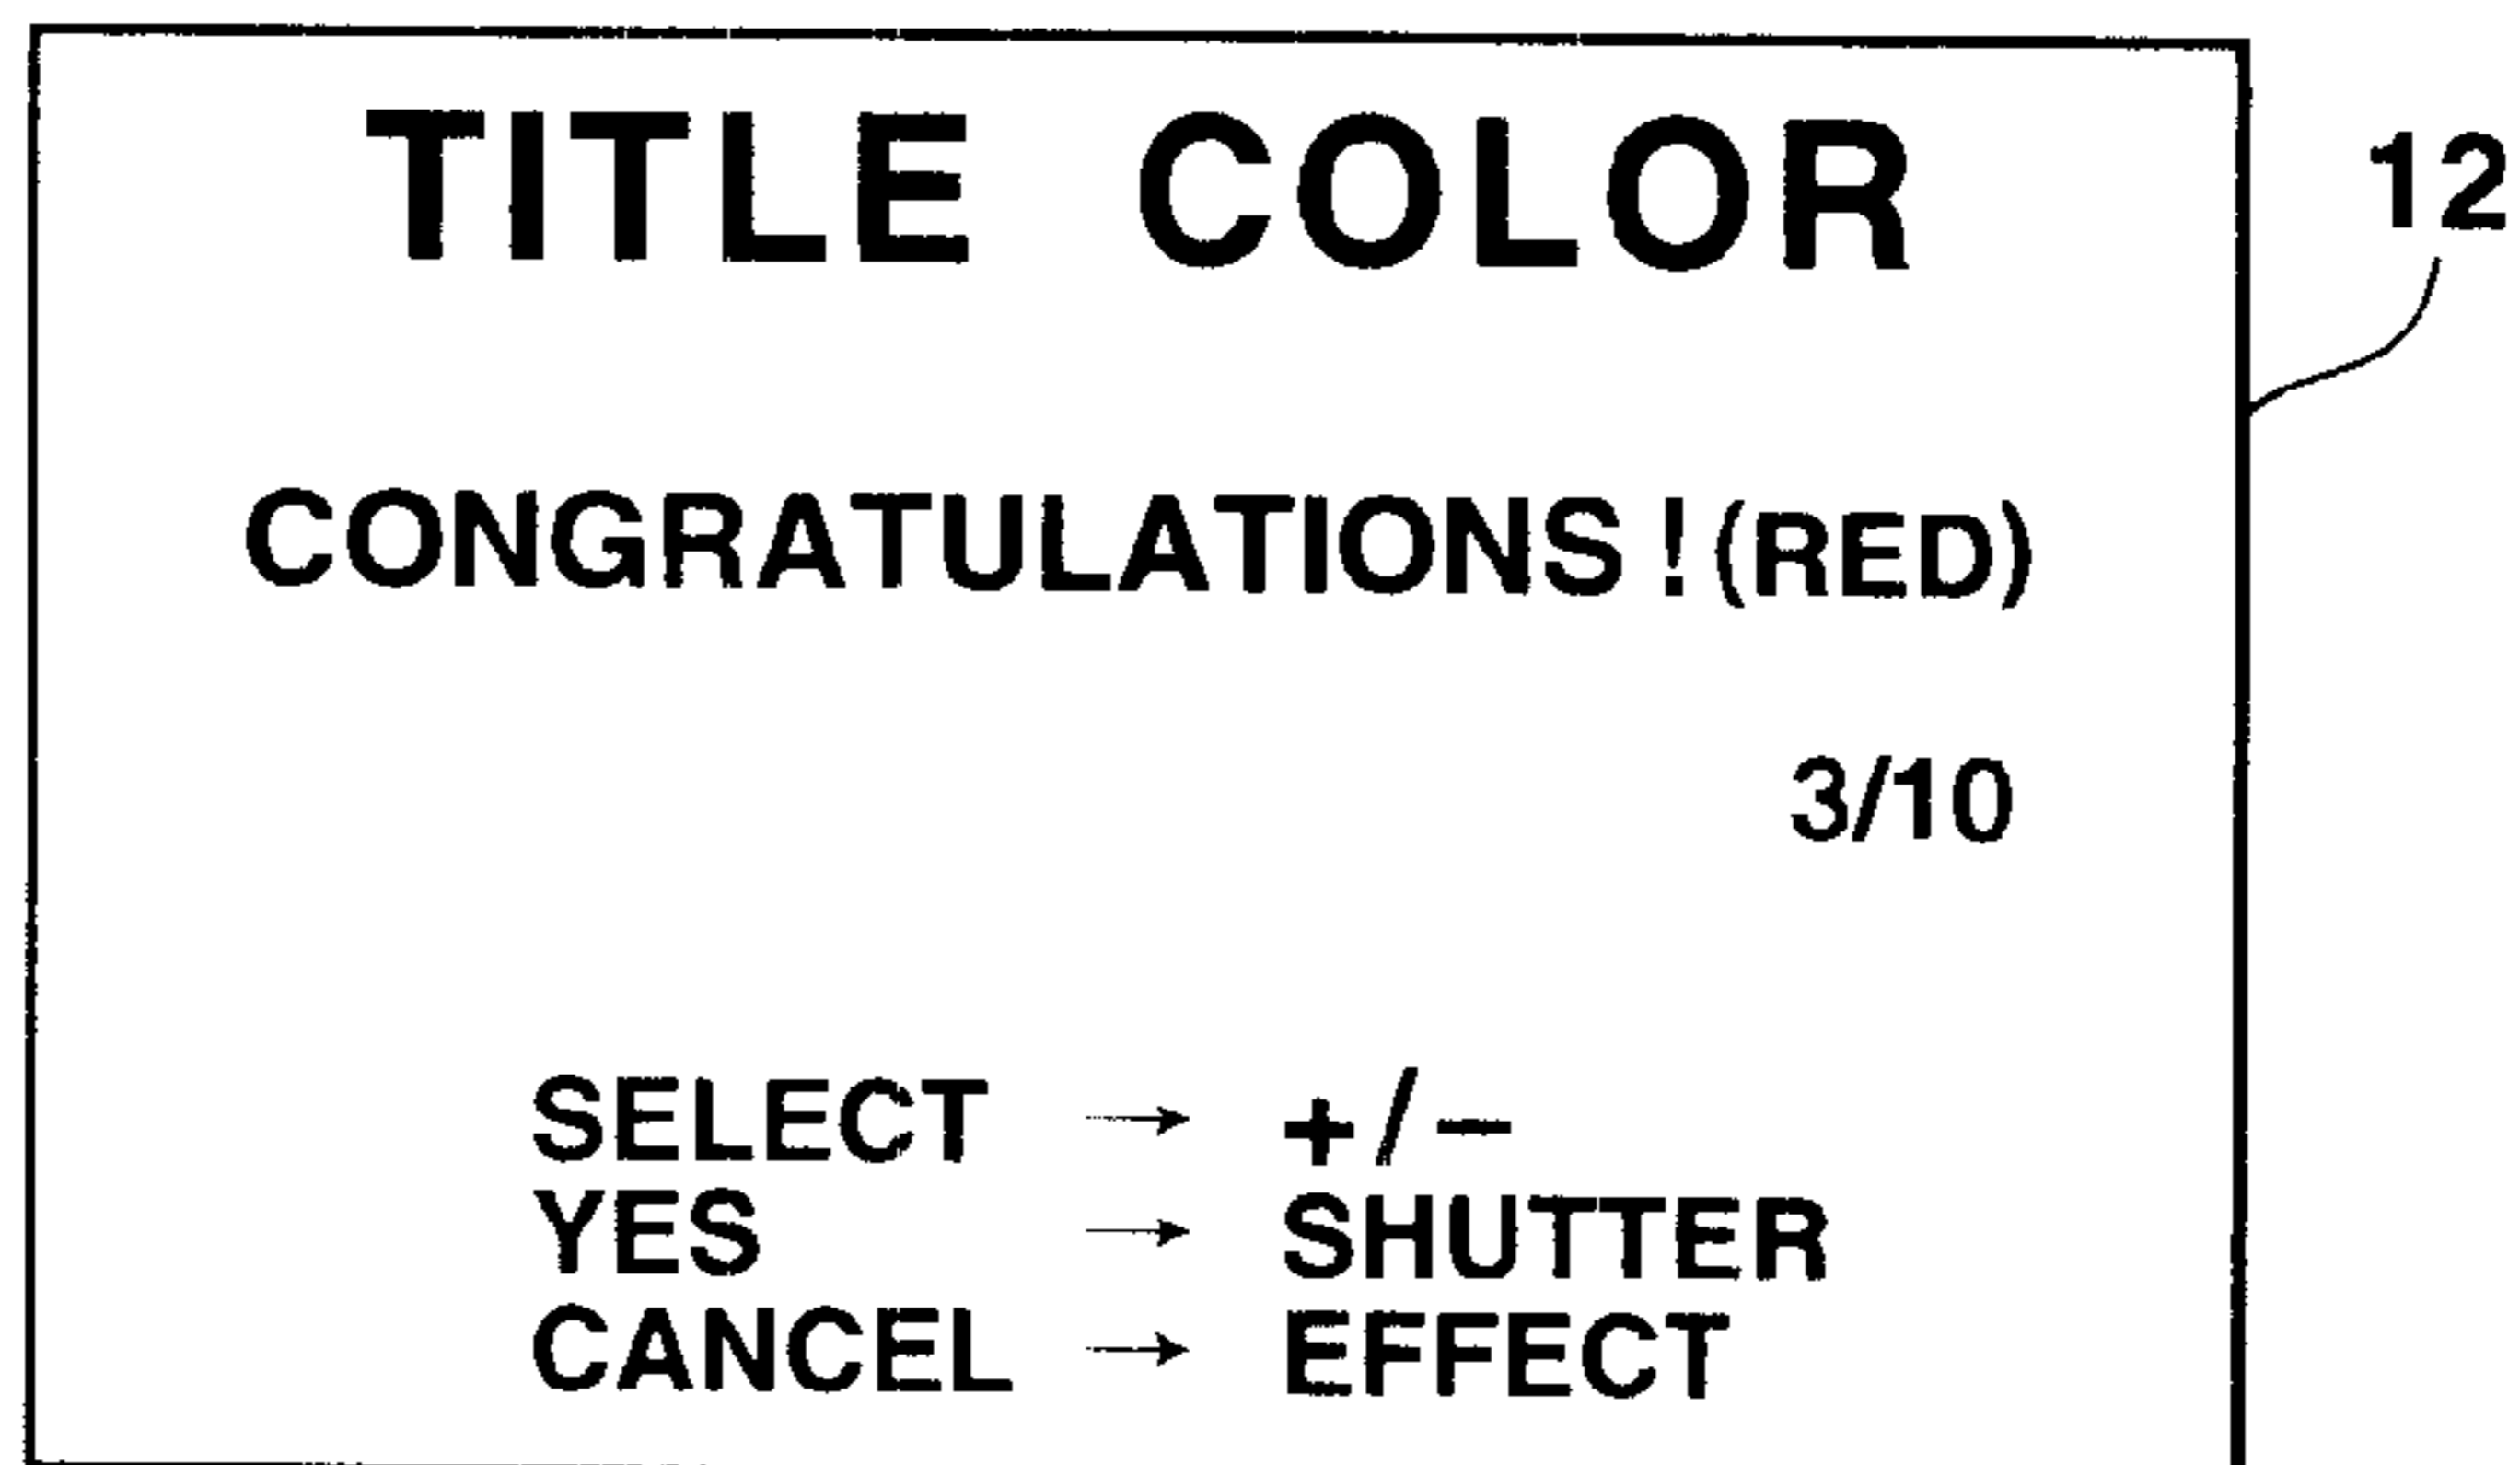 TITLE COLOR
12
CONGRATULATIONS!(RED)
3/10
SELECT → +/−
YES → SHUTTER
CANCEL → EFFECT